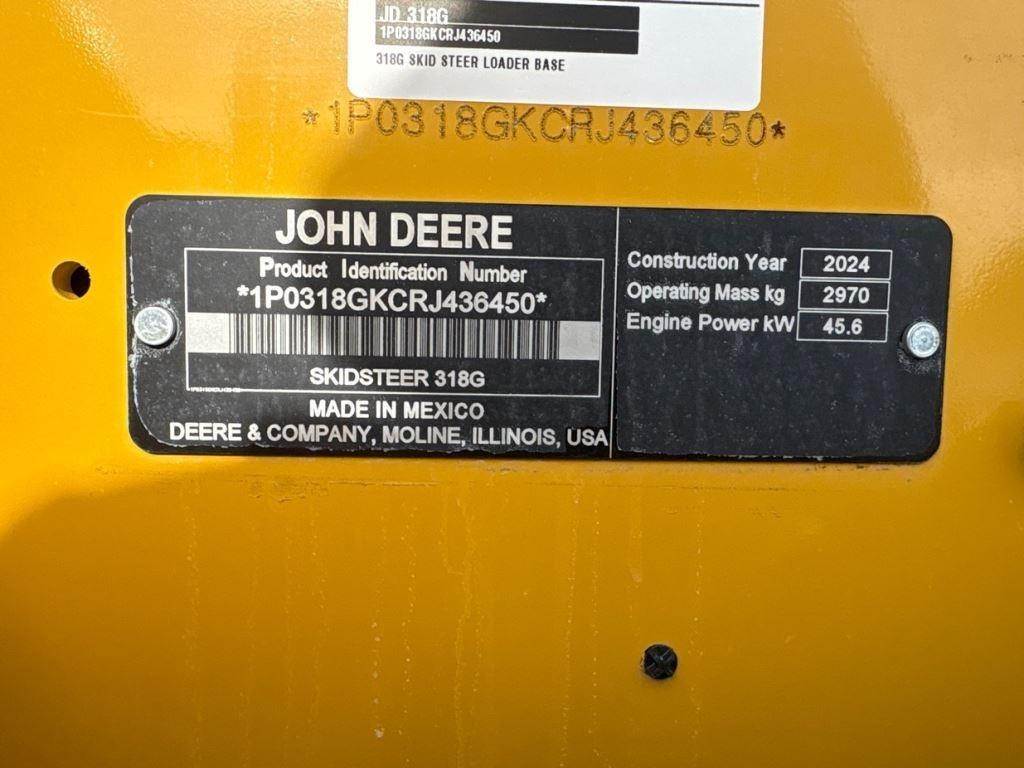 JD 318G
1P0318GKCRJ436450
318G SKID STEER LOADER BASE
*1P0318GKCRJ436450*
JOHN DEERE
Product Identification Number
*1P0318GKCRJ436450*
SKIDSTEER 318G
MADE IN MEXICO
DEERE & COMPANY, MOLINE, ILLINOIS, USA
Construction Year 2024
Operating Mass kg 2970
Engine Power kW 45.6